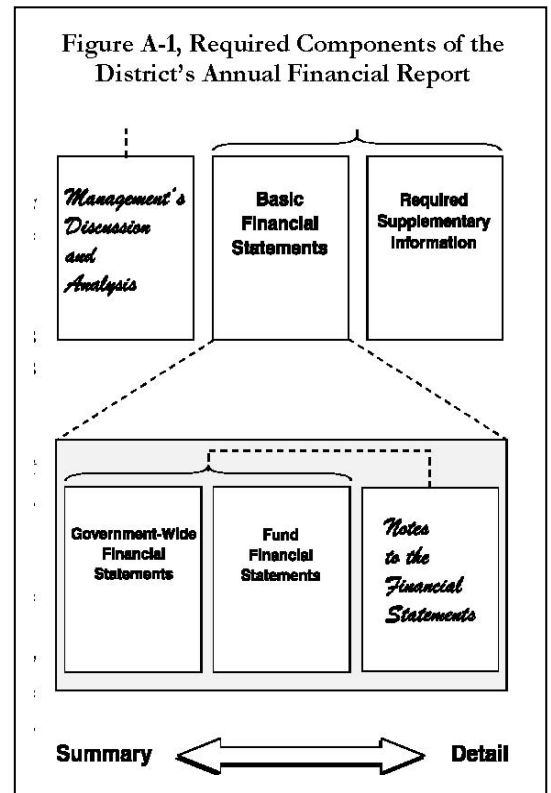 Figure A-1, Required Components of the
District's Annual Financial Report
Management's
Discussion
and
Analysis
Basic
Financial
Statements
Required
Supplementary
Information
Government-Wide
Financial
Statements
Fund
Financial
Statements
Notes
to the
Financial
Statements
Summary
Detail